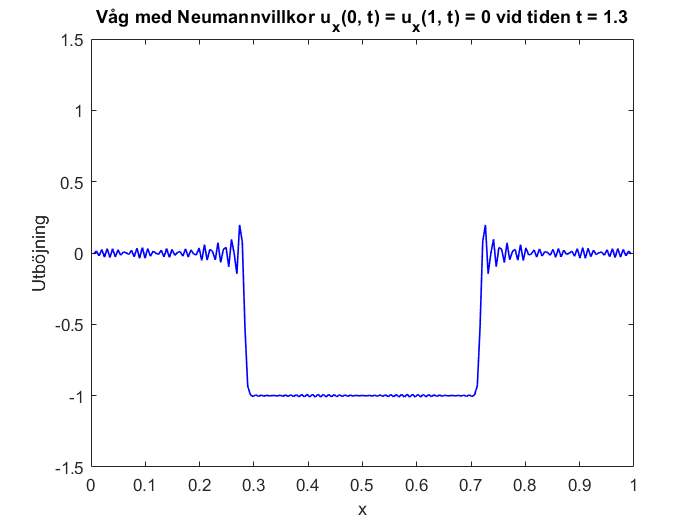 Våg med Neumannvillkor u_x(0, t) = u_x(1, t) = 0 vid tiden t = 1.3
1.5
1
0.5
0
-0.5
-1
-1.5
Utböjning
0 0.1 0.2 0.3 0.4 0.5 0.6 0.7 0.8 0.9 1
x